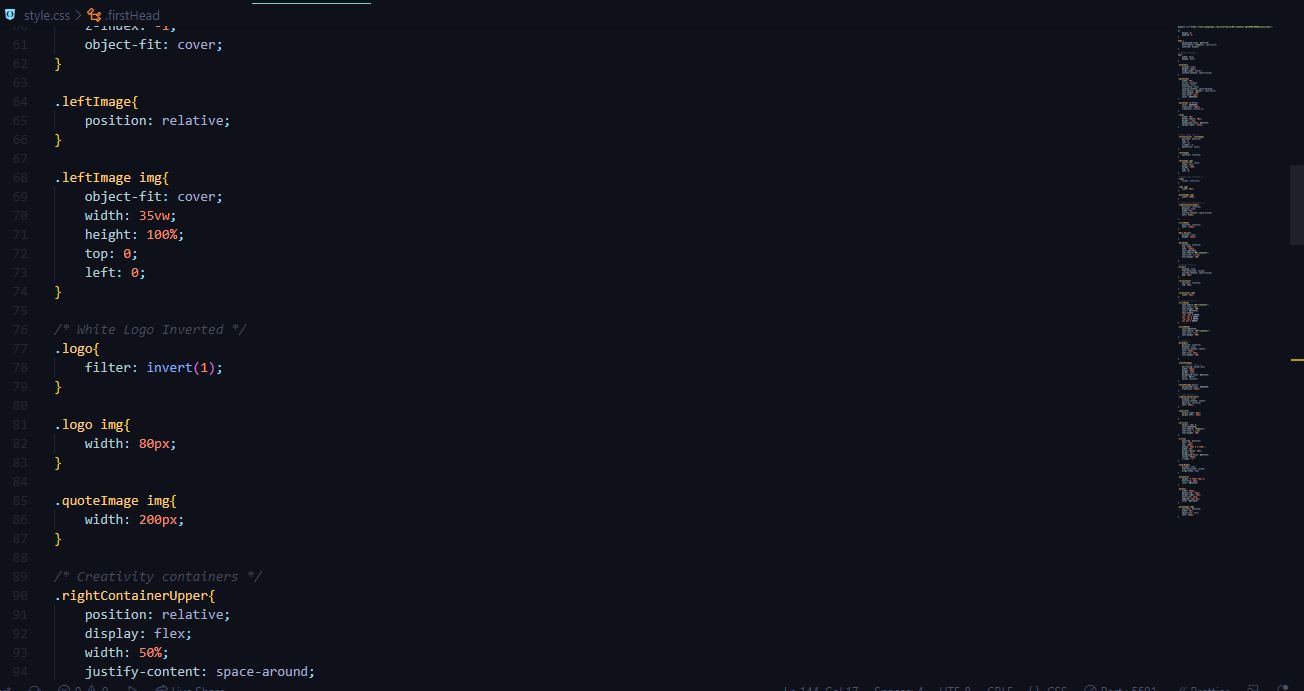 style.css > .firstHead
60 z-index: -1;
61 object-fit: cover;
62 }
63
64 .leftImage{
65 position: relative;
66 }
67
68 .leftImage img{
69 object-fit: cover;
70 width: 35vw;
71 height: 100%;
72 top: 0;
73 left: 0;
74 }
75
76 /* White Logo Inverted */
77 .logo{
78 filter: invert(1);
79 }
80
81 .logo img{
82 width: 80px;
83 }
84
85 .quoteImage img{
86 width: 200px;
87 }
88
89 /* Creativity containers */
90 .rightContainerUpper{
91 position: relative;
92 display: flex;
93 width: 50%;
94 justify-content: space-around;
Live Share Ln 144, Col 17 Spaces: 4 UTF-8 CRLF CSS Port : 5501 Prettier